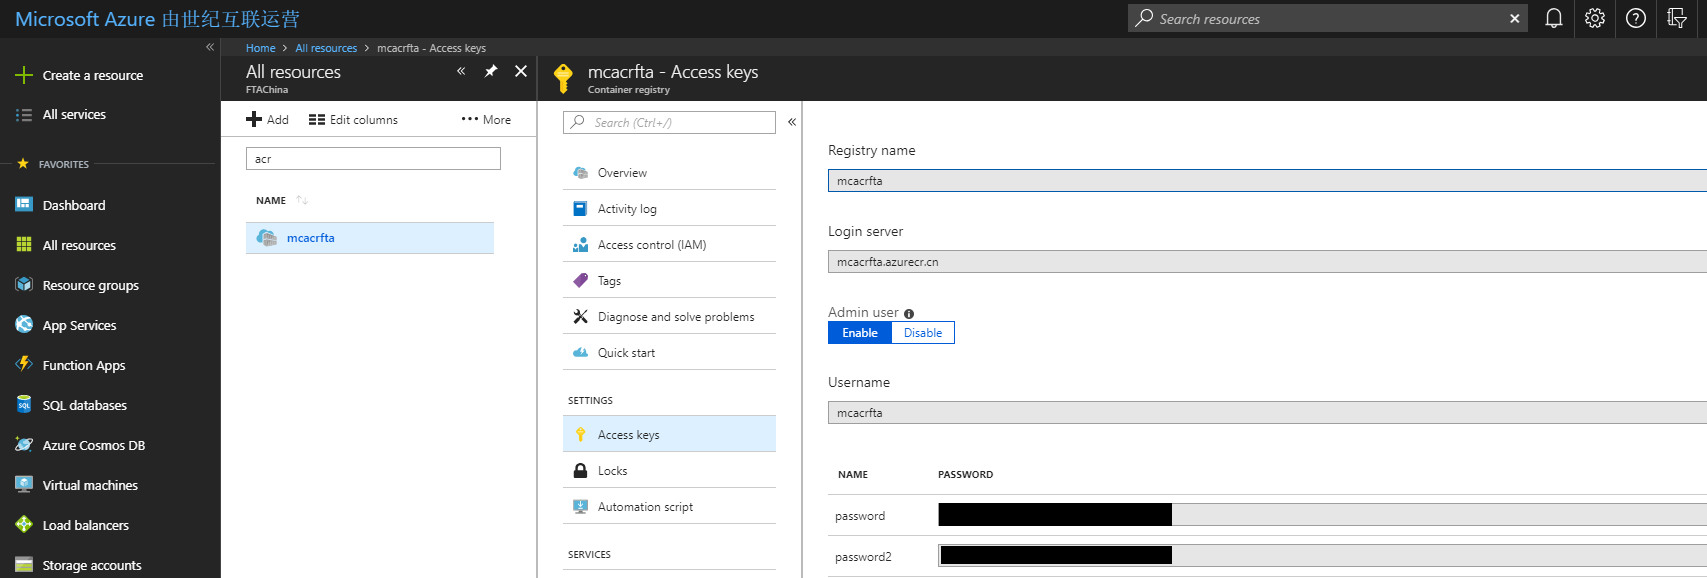 Microsoft Azure 由世纪互联运营
Search resources
Home > All resources > mcacrfta - Access keys
Create a resource
All services
FAVORITES
Dashboard
All resources
Resource groups
App Services
Function Apps
SQL databases
Azure Cosmos DB
Virtual machines
Load balancers
Storage accounts
All resources
FTAChina
Add
Edit columns
More
acr
NAME
mcacrfta
mcacrfta - Access keys
Container registry
Search (Ctrl+/)
Overview
Activity log
Access control (IAM)
Tags
Diagnose and solve problems
Quick start
SETTINGS
Access keys
Locks
Automation script
SERVICES
Registry name
mcacrfta
Login server
mcacrfta.azurecr.cn
Admin user
Enable Disable
Username
mcacrfta
NAME PASSWORD
password
password2